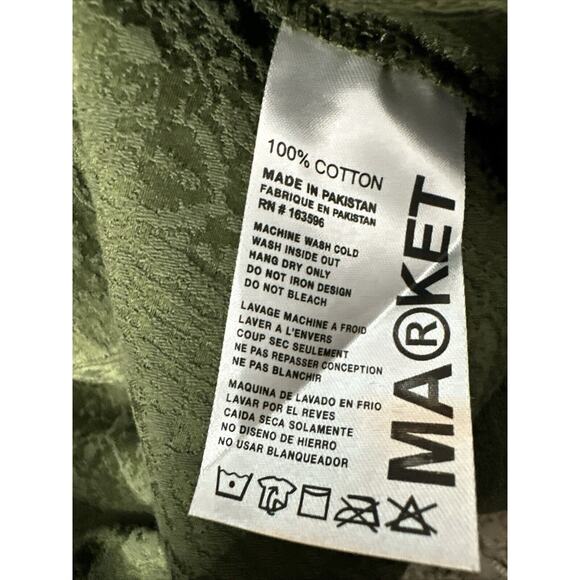 100% COTTON
MADE IN PAKISTAN
FABRIQUE EN PAKISTAN
RN # 163596
MACHINE WASH COLD
WASH INSIDE OUT
HANG DRY ONLY
DO NOT IRON DESIGN
DO NOT BLEACH
LAVAGE MACHINE A FROID
LAVER A L'ENVERS
COUP SEC SEULEMENT
NE PAS REPASSER CONCEPTION
NE PAS BLANCHIR
MAQUINA DE LAVADO EN FRIO
LAVAR POR EL REVES
CAIDA SECA SOLAMENTE
NO DISENO DE HIERRO
NO USAR BLANQUEADOR
MA®KET